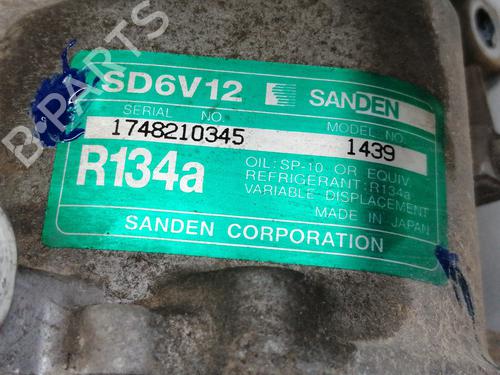 B-PARTS
SD6V12 SANDEN
SERIAL NO. MODEL NO.
1748210345 1439
R134a
OIL: SP-10 OR EQUIV.
REFRIGERANT: R134a
VARIABLE DISPLACEMENT
MADE IN JAPAN
SANDEN CORPORATION